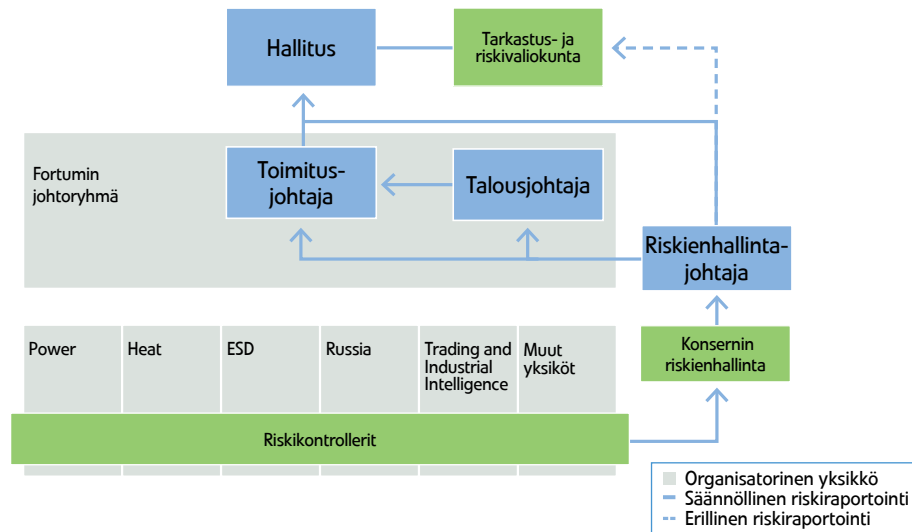 Hallitus
Tarkastus- ja
riskivaliokunta
Fortumin
johtoryhmä
Toimitus-
johtaja
Talousjohtaja
Riskienhallinta-
johtaja
Power
Heat
ESD
Russia
Trading and
Industrial
Intelligence
Muut
yksiköt
Konsernin
riskienhallinta
Riskikontrollerit
Organisatorinen yksikkö
Säännöllinen riskiraportointi
Erillinen riskiraportointi